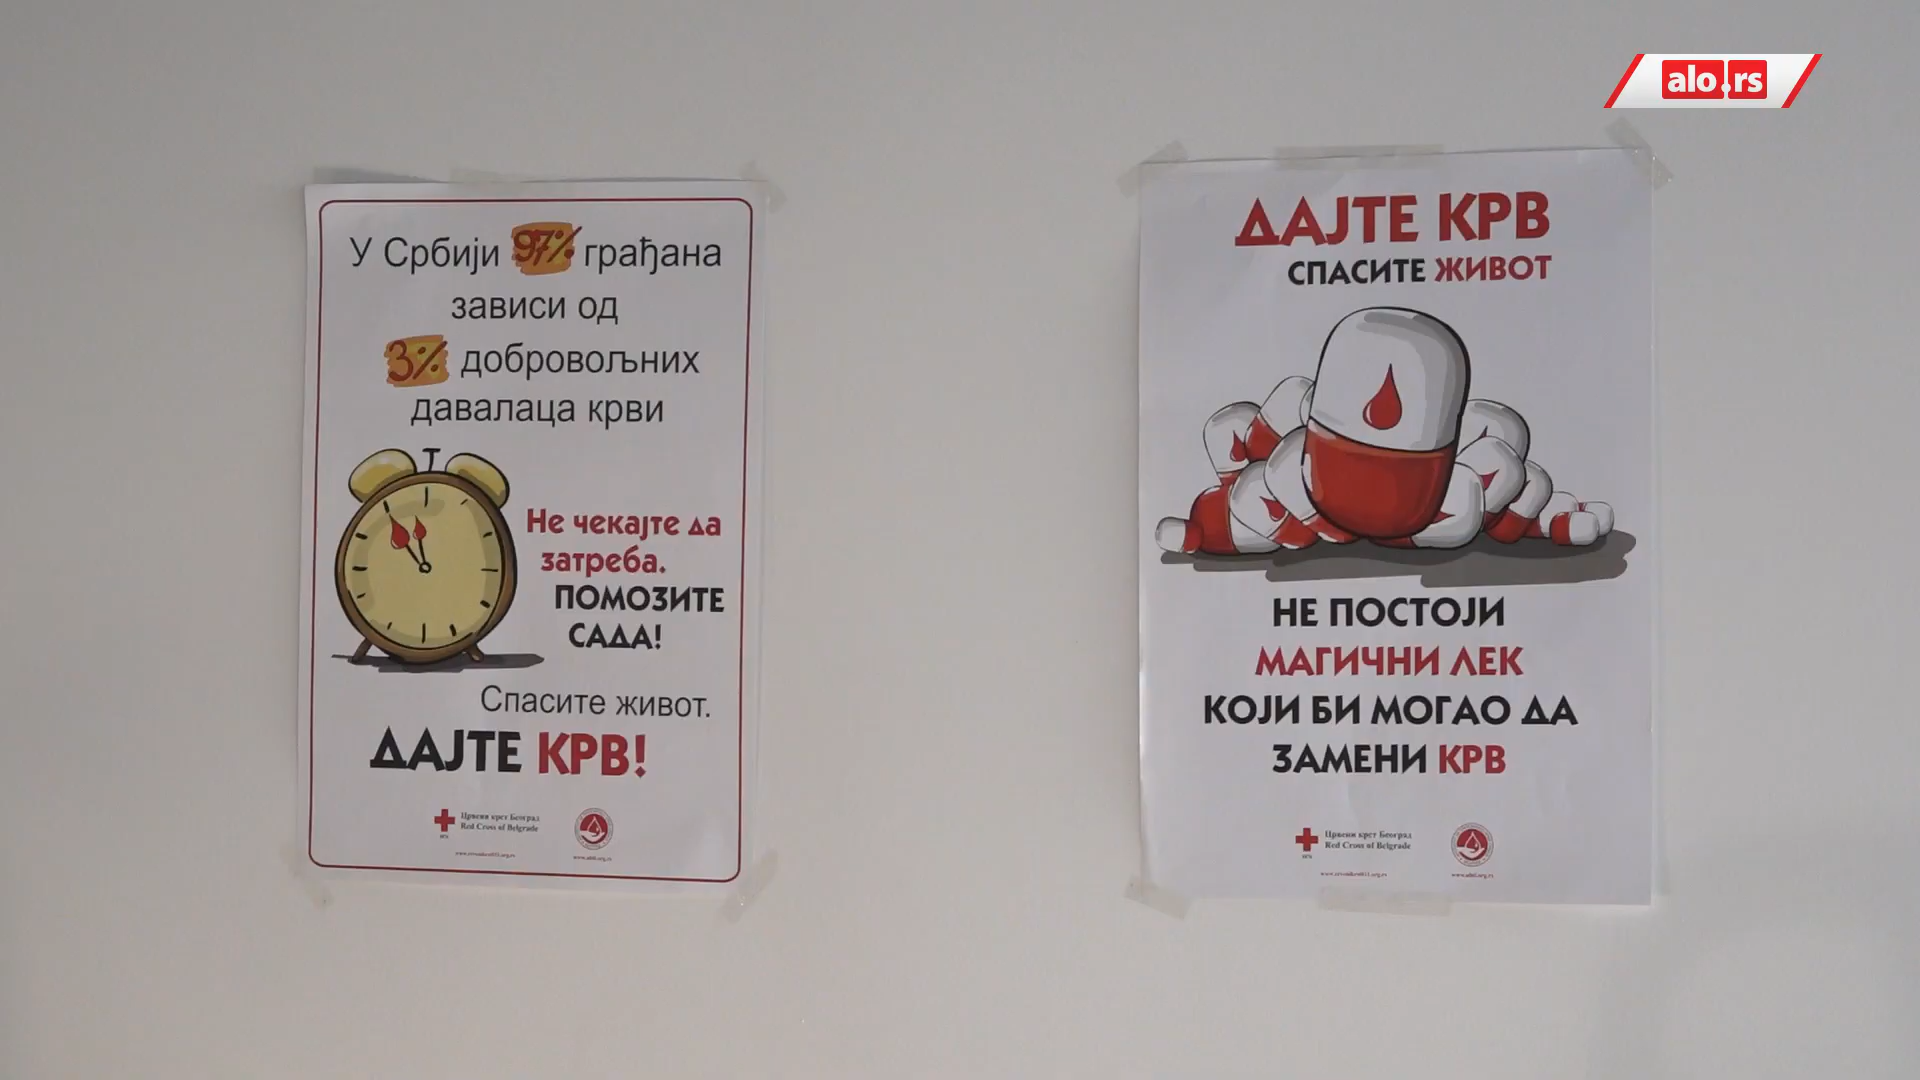 alo.rs
У Србији 97% грађана
зависи од
3% добровољних
давалаца крви
Не чекајте да
затреба.
ПОМОЗИТЕ
САДА!
Спасите живот.
ДАЈТЕ КРВ!
Црвени крст Београд
Red Cross of Belgrade
ДАЈТЕ КРВ
СПАСИТЕ ЖИВОТ
НЕ ПОСТОЈИ
МАГИЧНИ ЛЕК
КОЈИ БИ МОГАО ДА
ЗАМЕНИ КРВ
Црвени крст Београд
Red Cross of Belgrade